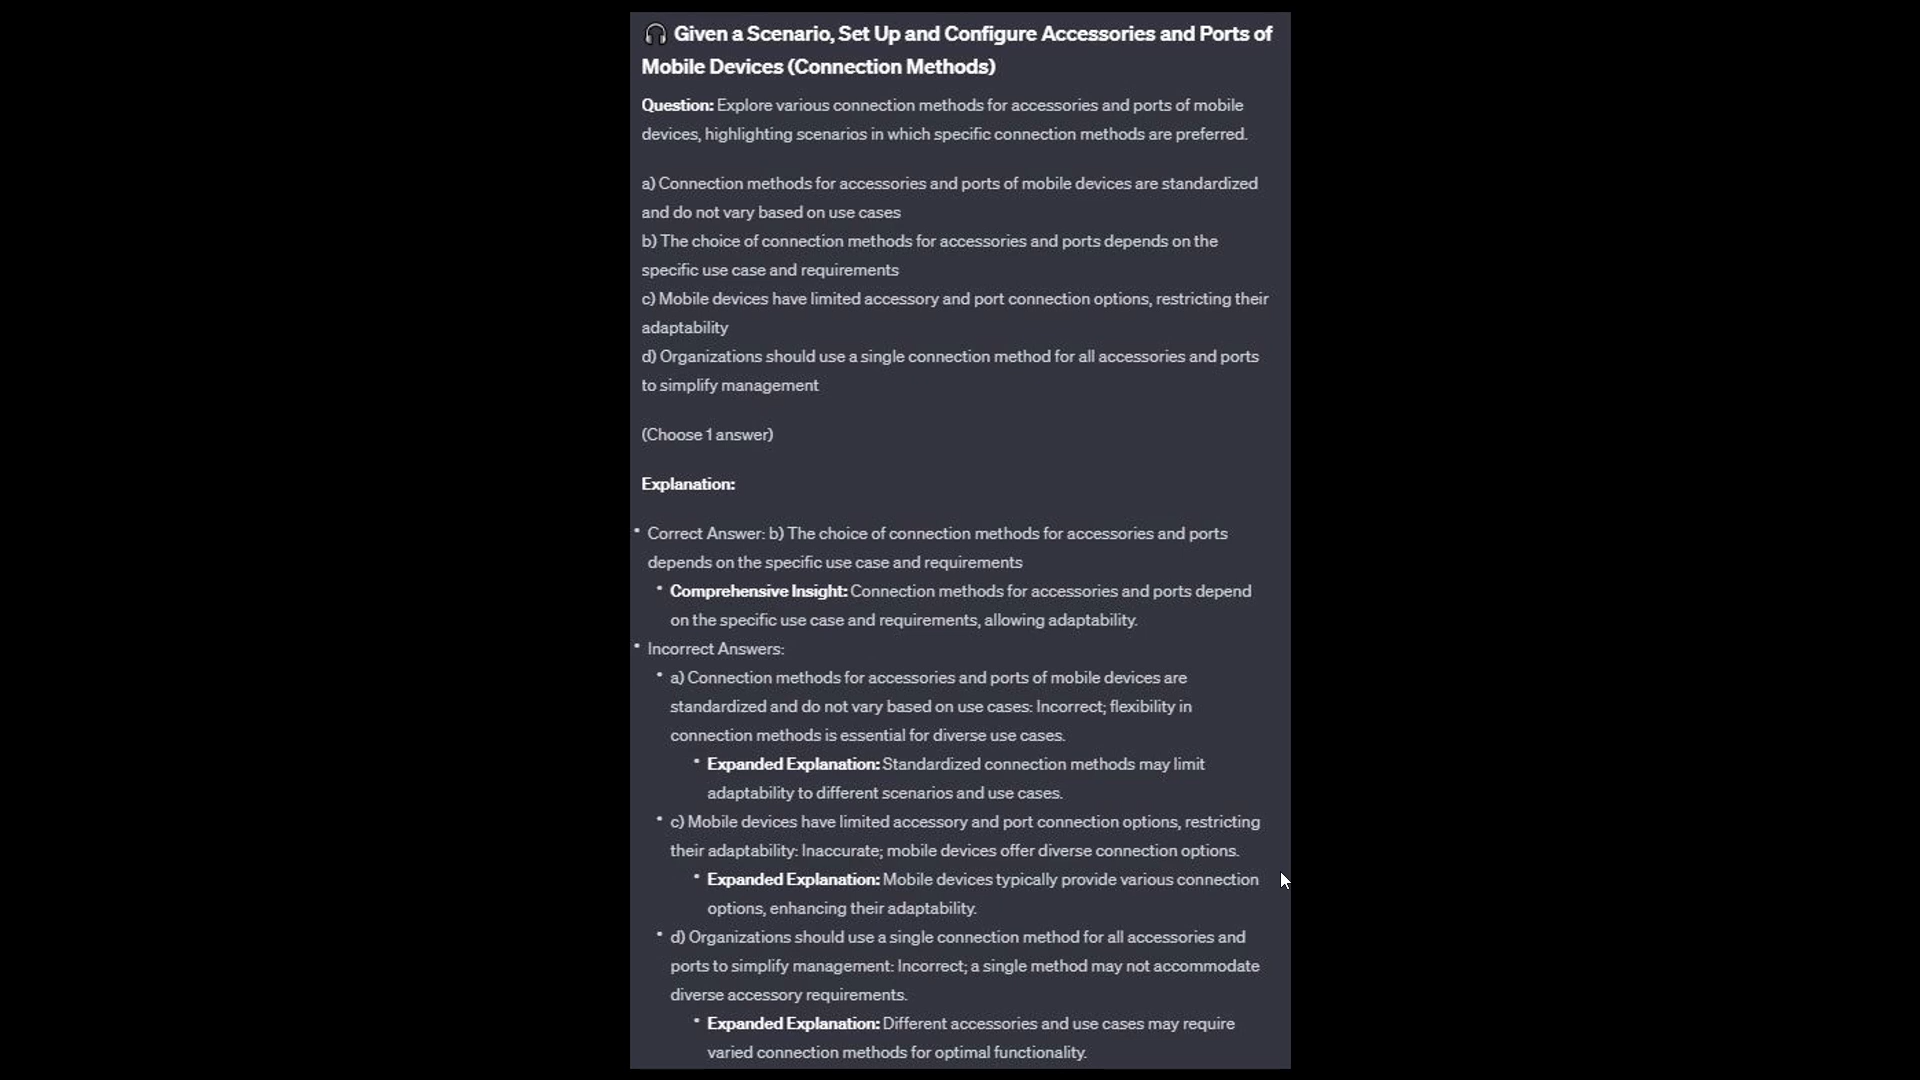 🎧 Given a Scenario, Set Up and Configure Accessories and Ports of
Mobile Devices (Connection Methods)
Question: Explore various connection methods for accessories and ports of mobile
devices, highlighting scenarios in which specific connection methods are preferred.
a) Connection methods for accessories and ports of mobile devices are standardized
and do not vary based on use cases
b) The choice of connection methods for accessories and ports depends on the
specific use case and requirements
c) Mobile devices have limited accessory and port connection options, restricting their
adaptability
d) Organizations should use a single connection method for all accessories and ports
to simplify management
(Choose 1 answer)
Explanation:
• Correct Answer: b) The choice of connection methods for accessories and ports
depends on the specific use case and requirements
• Comprehensive Insight: Connection methods for accessories and ports depend
on the specific use case and requirements, allowing adaptability.
• Incorrect Answers:
• a) Connection methods for accessories and ports of mobile devices are
standardized and do not vary based on use cases: Incorrect; flexibility in
connection methods is essential for diverse use cases.
• Expanded Explanation: Standardized connection methods may limit
adaptability to different scenarios and use cases.
• c) Mobile devices have limited accessory and port connection options, restricting
their adaptability: Inaccurate; mobile devices offer diverse connection options.
• Expanded Explanation: Mobile devices typically provide various connection
options, enhancing their adaptability.
• d) Organizations should use a single connection method for all accessories and
ports to simplify management: Incorrect; a single method may not accommodate
diverse accessory requirements.
• Expanded Explanation: Different accessories and use cases may require
varied connection methods for optimal functionality.